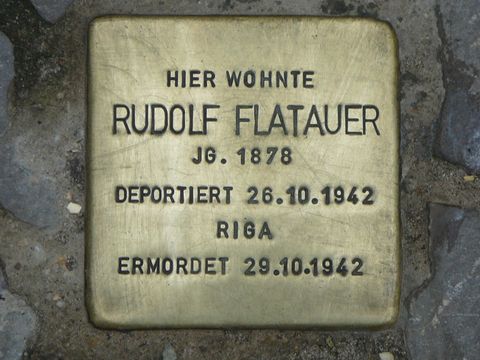 HIER WOHNTE
RUDOLF FLATAUER
JG. 1878
DEPORTIERT 26.10.1942
RIGA
ERMORDET 29.10.1942